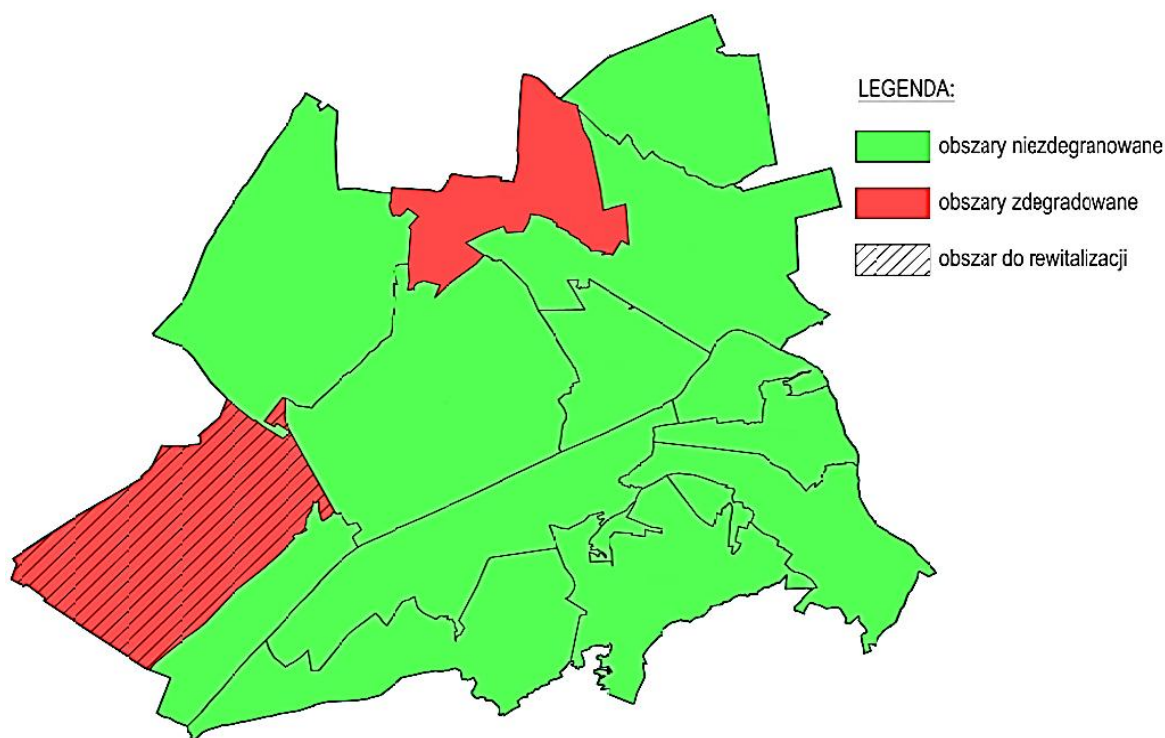 LEGENDA:
obszary niezdegranowane
obszary zdegradowane
obszar do rewitalizacji